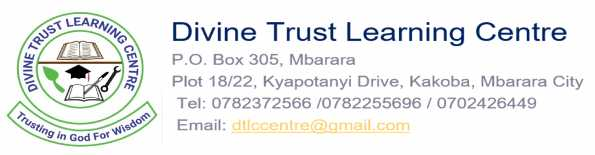 DIVINE TRUST LEARNING CENTRE
Trusting in God For Wisdom
Divine Trust Learning Centre
P.O. Box 305, Mbarara
Plot 18/22, Kyapotanyi Drive, Kakoba, Mbarara City
Tel: 0782372566 /0782255696 / 0702426449
Email: dtlccentre@gmail.com